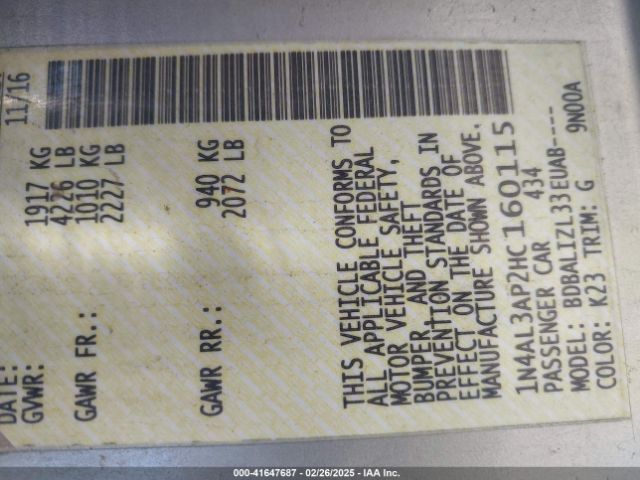 DATE: 11/16
GVWR: 1917 KG
4226 LB
GAWR FR.: 1010 KG
2227 LB
GAWR RR.: 940 KG
2072 LB
THIS VEHICLE CONFORMS TO
ALL APPLICABLE FEDERAL
MOTOR VEHICLE SAFETY,
BUMPER AND THEFT
PREVENTION STANDARDS IN
EFFECT ON THE DATE OF
MANUFACTURE SHOWN ABOVE.
1N4AL3AP2HC160115
PASSENGER CAR 434
MODEL: BDBALIZL33EUAB----
COLOR: K23 TRIM: G 9N00A
000-41647687 - 02/26/2025 - IAA Inc.